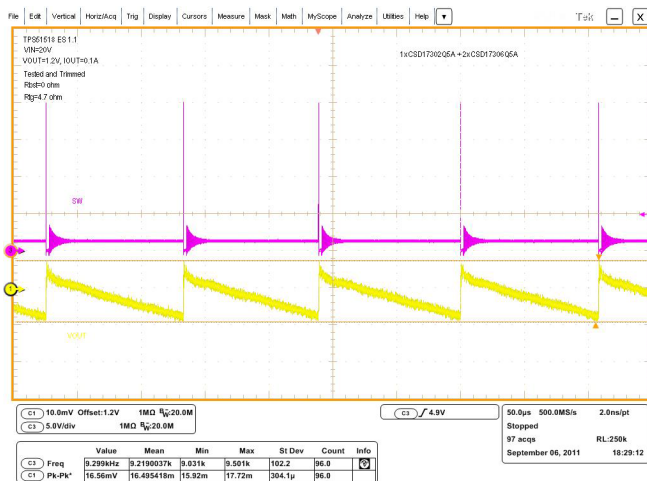 File Edit Vertical Horiz/Acq Trig Display Cursors Measure Mask Math MyScope Analyze Utilities Help Tek X
TPS51518 ES 1.1
VIN=20V
VOUT=1.2V, IOUT=0.1A
Tested and Trimmed
Rbst=0 ohm
Rtg=4.7 ohm
1xCSD17302Q5A +2xCSD17306Q5A
SW
3
1
VOUT
C1 10.0mV Offset:1.2V 1MΩ BW:20.0M
C3 5.0V/div 1MΩ BW:20.0M
C3 4.9V
50.0µs 500.0MS/s 2.0ns/pt
Stopped
97 acqs RL:250k
September 06, 2011 18:29:12
Value Mean Min Max St Dev Count Info
C3 Freq 9.299kHz 9.2190037k 9.031k 9.501k 102.2 96.0
C1 Pk-Pk* 16.56mV 16.495418m 15.92m 17.72m 304.1µ 96.0